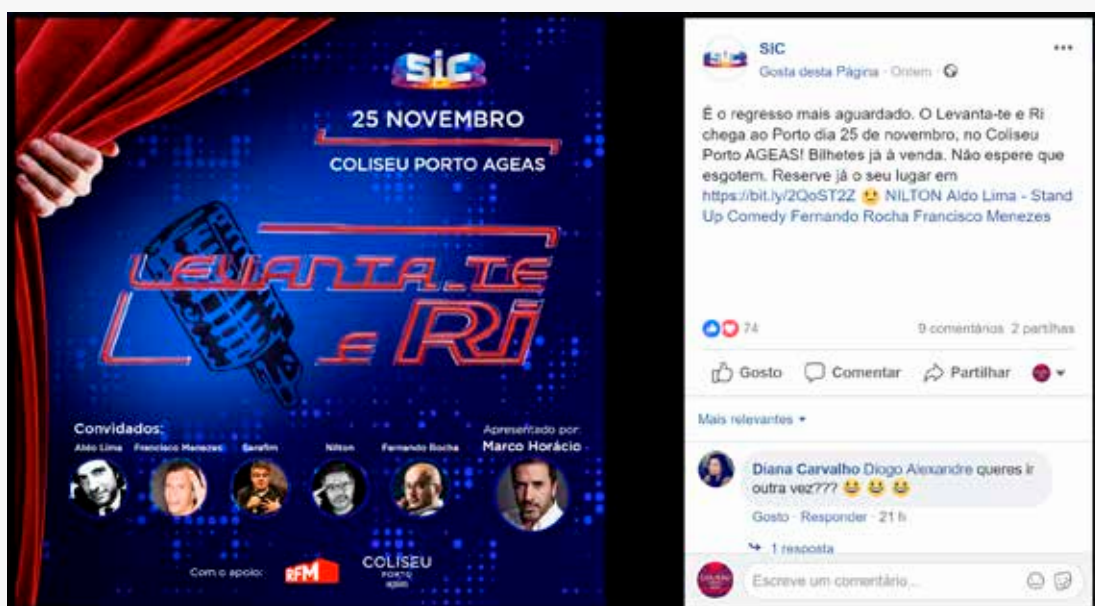 SiC
25 NOVEMBRO
COLISEU PORTO AGEAS
LEVANTA-TE
E Ri
Convidados:
Aldo Lima Francisco Menezes Serafim Nilton Fernando Rocha
Apresentado por:
Marco Horácio
Com o apoio:
RFM
COLISEU
PORTO
ageas
SIC
Gosta desta Página · Ontem
É o regresso mais aguardado. O Levanta-te e Ri
chega ao Porto dia 25 de novembro, no Coliseu
Porto AGEAS! Bilhetes já à venda. Não espere que
esgotem. Reserve já o seu lugar em
https://bit.ly/2QoST2Z NILTON Aldo Lima - Stand
Up Comedy Fernando Rocha Francisco Menezes
74
9 comentários 2 partilhas
Gosto Comentar Partilhar
Mais relevantes
Diana Carvalho Diogo Alexandre queres ir
outra vez???
Gosto · Responder · 21 h
1 resposta
Escreve um comentário...